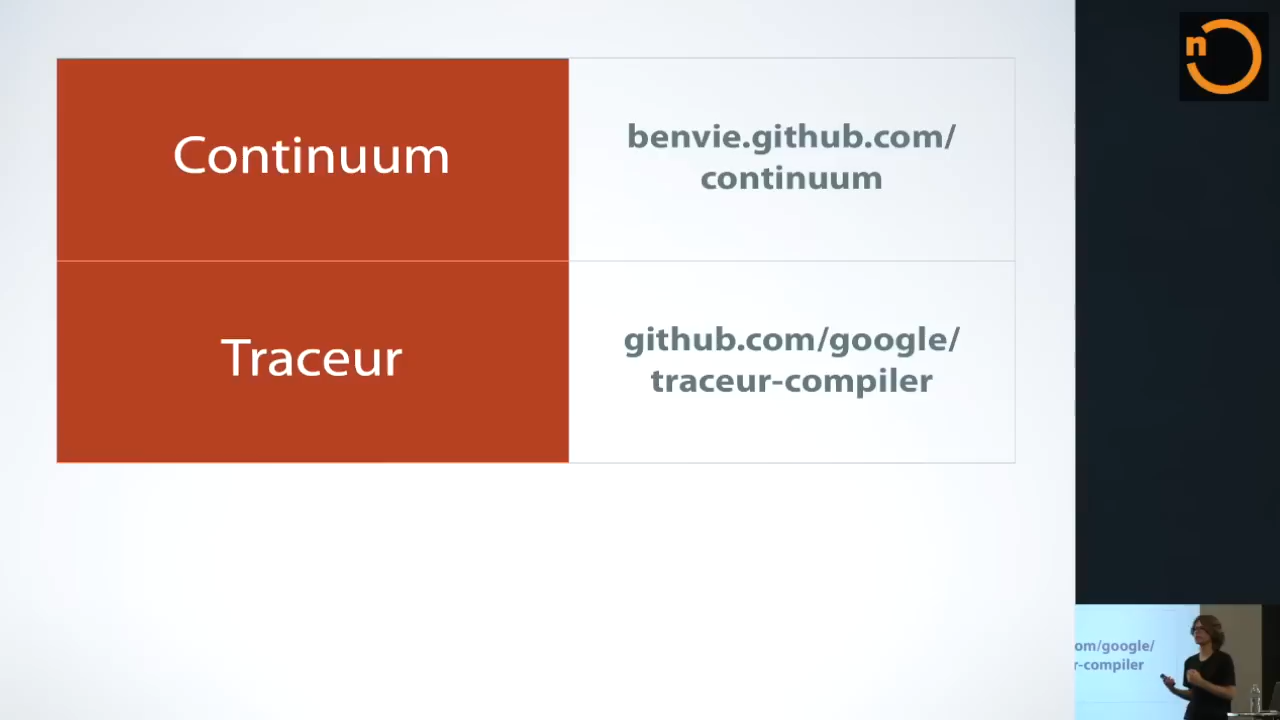 n
Continuum
benvie.github.com/
continuum
Traceur
github.com/google/
traceur-compiler
om/google/
r-compiler